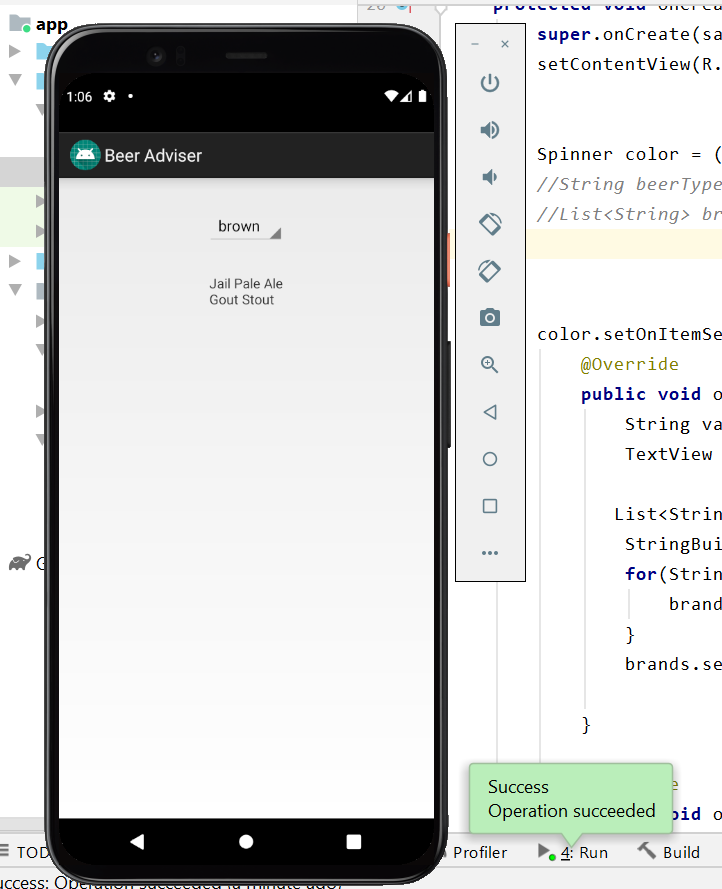 app
1:06
Beer Adviser
brown
Jail Pale Ale
Gout Stout
super.onCreate(sa
setContentView(R.
Spinner color = (
//String beerType
//List<String> br
color.setOnItemSe
@Override
public void o
String va
TextView
List<Strin
StringBui
for(Strin
brand
}
brands.se
}
Success
Operation succeeded
TOD
Profiler
4: Run
Build